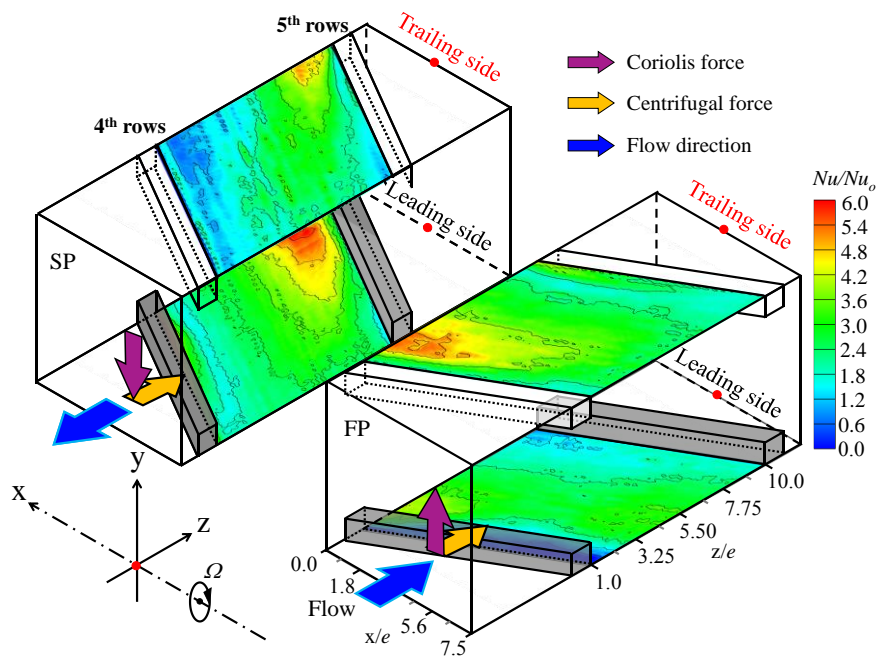 5th rows
Trailing side
4th rows
Coriolis force
Centrifugal force
Flow direction
Leading side
SP
Nu/Nuo
6.0
5.4
4.8
4.2
3.6
3.0
2.4
1.8
1.2
0.6
0.0
Trailing side
Leading side
FP
y
x
z
Ω
10.0
7.75
5.50
3.25
1.0
z/e
0.0
1.8
5.6
7.5
x/e
Flow